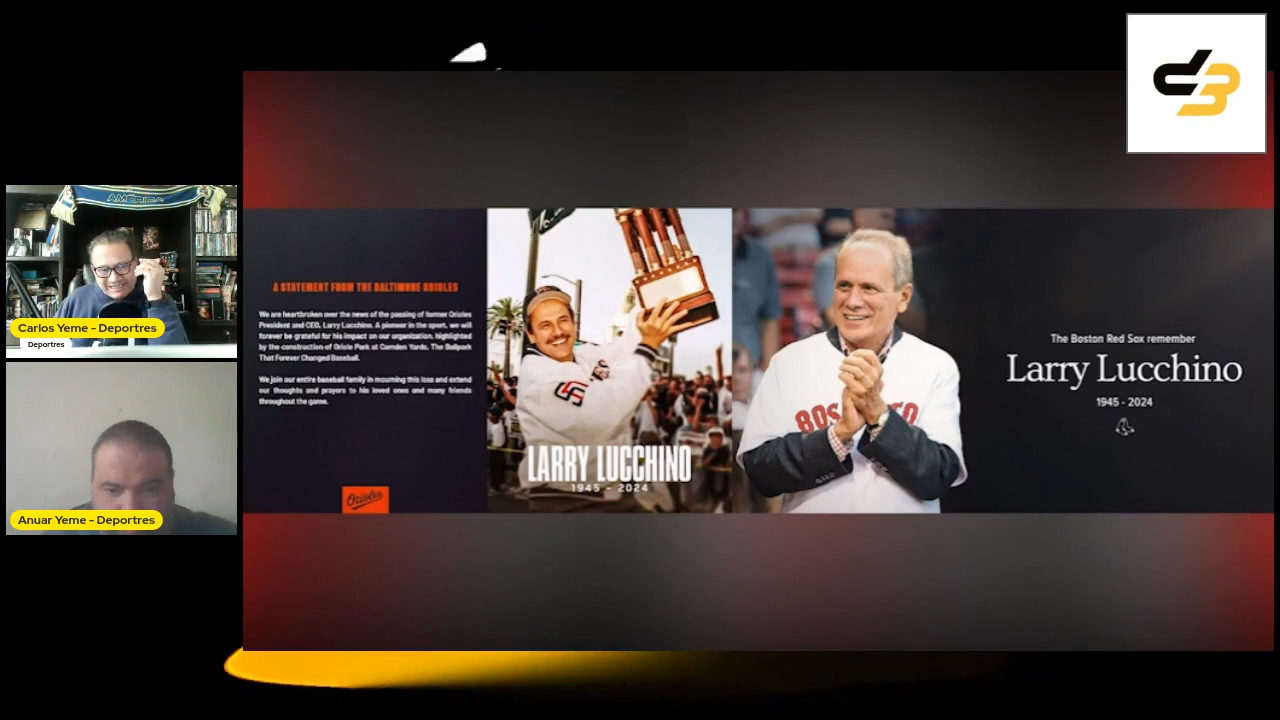 AMÉRICA
Carlos Yeme - Deportres
Deportres
Anuar Yeme - Deportres
d3
A STATEMENT FROM THE BALTIMORE ORIOLES
We are heartbroken over the news of the passing of former Orioles
President and CEO, Larry Lucchino. A pioneer in the sport, we will
forever be grateful for his impact on our organization, highlighted
by the construction of Oriole Park at Camden Yards. The Ballpark
That Forever Changed Baseball.
We join our entire baseball family in mourning this loss and extend
our thoughts and prayers to his loved ones and many friends
throughout the game.
Orioles
LARRY LUCCHINO
1945 - 2024
The Boston Red Sox remember
Larry Lucchino
1945 - 2024